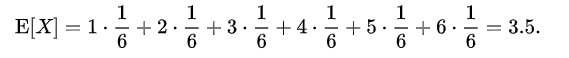 E[X] = 1 · 1/6 + 2 · 1/6 + 3 · 1/6 + 4 · 1/6 + 5 · 1/6 + 6 · 1/6 = 3.5.